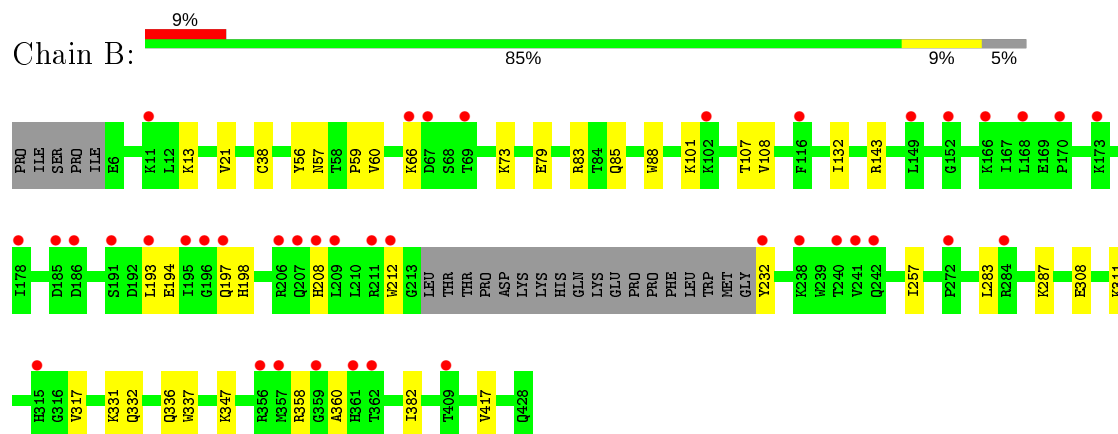 9%
Chain B:
85% 9% 5%
PRO ILE SER PRO ILE E6 K11 L12 K13 V21 C38 Y56 N57 T58 P59 V60 K66 D67 S68 T69 K73 E79 R83 T84 Q85 W88 K101 K102 T107 V108 F116 I132 R143 L149 G152 K166 I167 L168 E169 P170 K173
I178 D185 D186 S191 D192 L193 E194 I195 G196 Q197 H198 R206 Q207 H208 L209 L210 R211 W212 G213 LEU THR THR PRO ASP LYS LYS HIS GLN LYS GLU PRO PRO PHE LEU TRP MET GLY Y232 K238 W239 T240 V241 Q242 I257 P272 L283 R284 K287 E308 K311
H315 G316 V317 K331 Q332 Q336 W337 K347 R356 M357 R358 G359 A360 H361 T362 I382 T409 V417 Q428